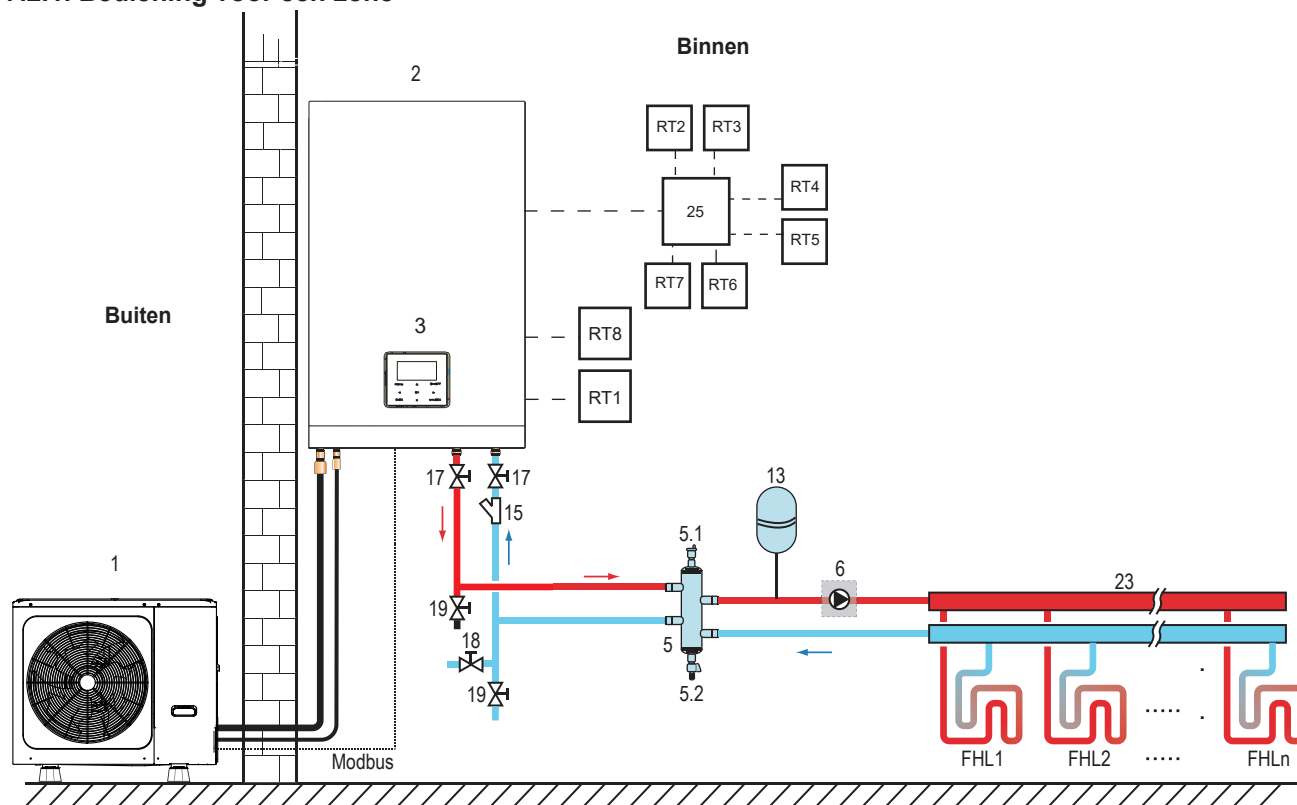 Binnen
2
RT2 RT3
RT4
25
RT5
RT7 RT6
Buiten
3
RT8
RT1
17 17
13
15
5.1
1
6
23
19
18
5
19
5.2
FHL1 FHL2 ..... FHLn
.....
Modbus